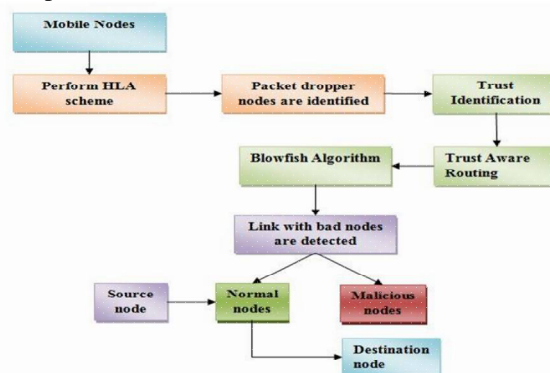 Mobile Nodes
Perform HLA
scheme
Packet dropper
nodes are identified
Trust
Identification
Blowfish Algorithm
Trust Aware
Routing
Link with bad nodes
are detected
Source
node
Normal
nodes
Malicious
nodes
Destination
node